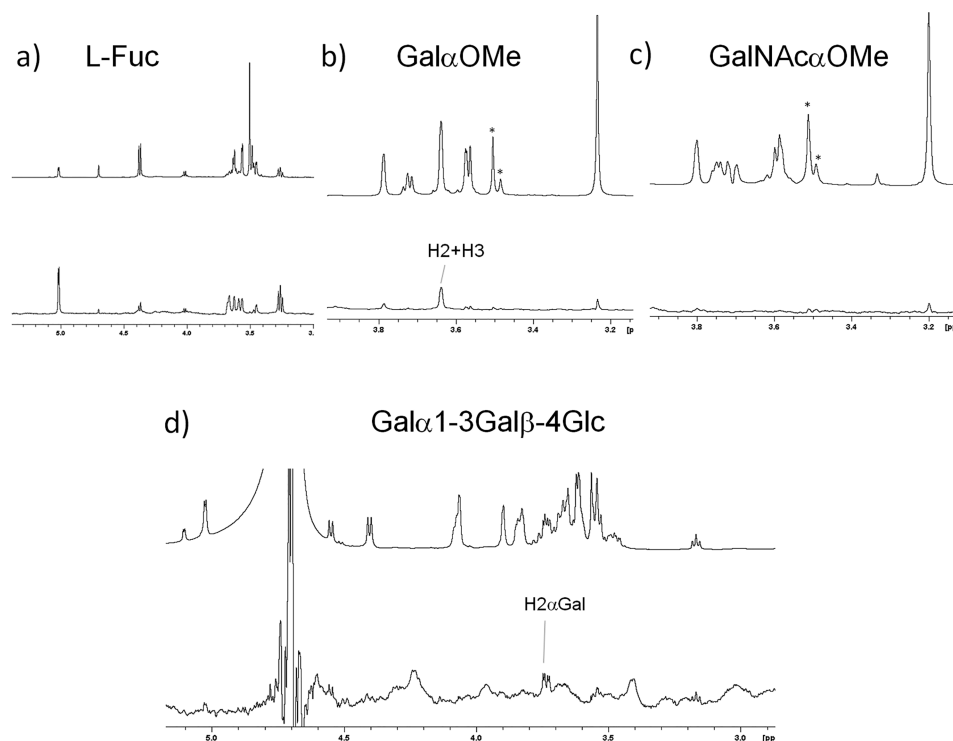 a) L-Fuc
b) GalαOMe
c) GalNAcαOMe
*
*
*
*
H2+H3
5.0 4.5 4.0 3.5 3.
3.8 3.6 3.4 3.2 [p
3.8 3.6 3.4 3.2 [p
d) Galα1-3Galβ-4Glc
H2αGal
5.0 4.5 4.0 3.5 3.0 [pp